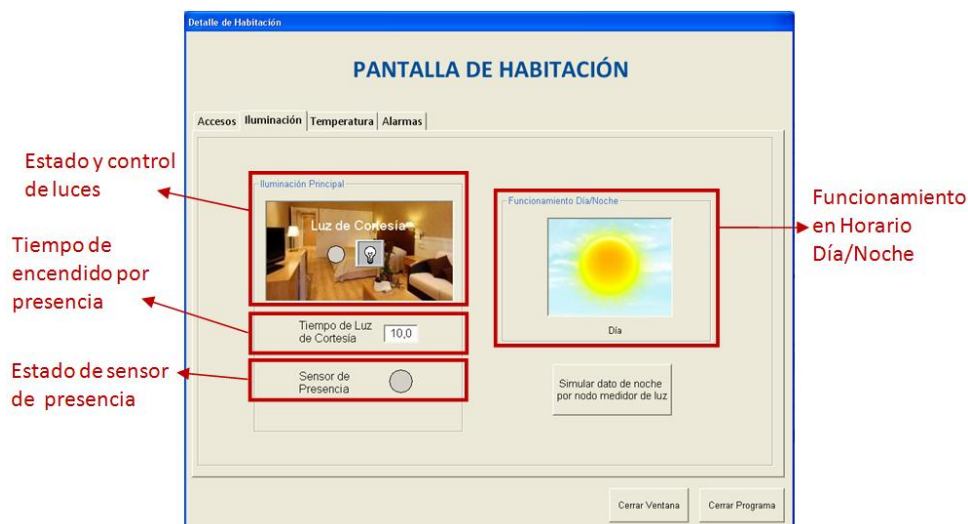 Detalle de Habitación
PANTALLA DE HABITACIÓN
Accesos Iluminación Temperatura Alarmas
Estado y control
de luces
Iluminación Principal
Luz de Cortesía
Tiempo de
encendido por
presencia
Tiempo de Luz
de Cortesía
10,0
Estado de sensor
de presencia
Sensor de
Presencia
Funcionamiento Día/Noche
Día
Funcionamiento
en Horario
Día/Noche
Simular dato de noche
por nodo medidor de luz
Cerrar Ventana
Cerrar Programa